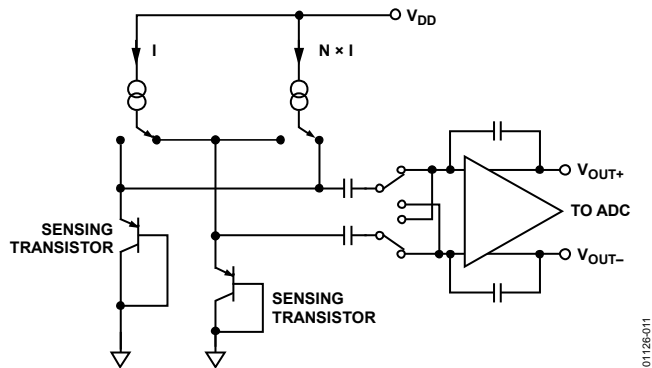 V_DD
I
N × I
V_OUT+
TO ADC
V_OUT–
SENSING
TRANSISTOR
SENSING
TRANSISTOR
01126-011